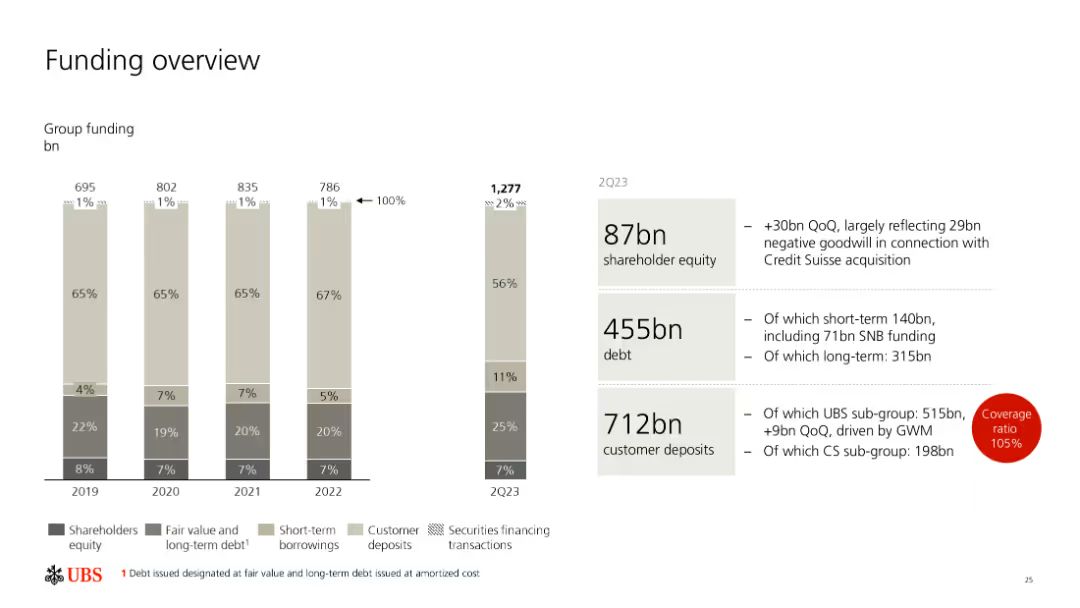 Funding overview
Group funding
bn
695
802
835
786
1,277
1%
1%
1%
1%
100%
2%
65%
65%
65%
67%
56%
4%
7%
7%
5%
11%
22%
19%
20%
20%
25%
8%
7%
7%
7%
7%
2019
2020
2021
2022
2Q23
Shareholders
equity
Fair value and
long-term debt1
Short-term
borrowings
Customer
deposits
Securities financing
transactions
2Q23
87bn
shareholder equity
– +30bn QoQ, largely reflecting 29bn
negative goodwill in connection with
Credit Suisse acquisition
455bn
debt
– Of which short-term 140bn,
including 71bn SNB funding
– Of which long-term: 315bn
712bn
customer deposits
– Of which UBS sub-group: 515bn,
+9bn QoQ, driven by GWM
– Of which CS sub-group: 198bn
Coverage
ratio
105%
UBS
1 Debt issued designated at fair value and long-term debt issued at amortized cost
25